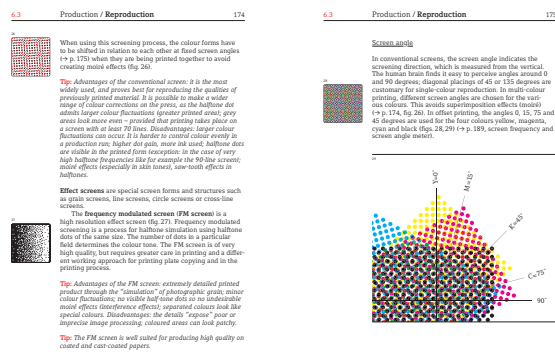 6.3
Production / Reproduction
174
26
When using this screening process, the colour forms have
to be shifted in relation to each other at fixed screen angles
(→ p. 175) when they are being printed together to avoid
creating moiré effects (fig. 26).
Tip: Advantages of the conventional screen: it is the most
widely used, and proves best for reproducing the qualities of
previously printed material. It is possible to make a wider
range of colour corrections on the press, as the halftone dot
admits larger colour fluctuations (greater printed area); grey
areas look more even – provided that printing takes place on
a screen with at least 70 lines. Disadvantages: larger colour
fluctuations can occur. It is harder to control colour evenly in
a production run; higher dot gain, more ink used; halftone dots
are visible in the printed form (exception: in the case of very
high halftone frequencies like for example the 90-line screen);
moiré effects (especially in skin tones), saw-tooth effects in
halftones.
Effect screens are special screen forms and structures such
as grain screens, line screens, circle screens or cross-line
screens.
The frequency modulated screen (FM screen) is a
high resolution effect screen (fig. 27). Frequency modulated
screening is a process for halftone simulation using halftone
dots of the same size. The number of dots in a particular
field determines the colour tone. The FM screen is of very
high quality, but requires greater care in printing and a differ-
ent working approach for printing plate copying and in the
printing process.
27
Tip: Advantages of the FM screen: extremely detailed printed
product through the "simulation" of photographic grain; minor
colour fluctuations; no visible half-tone dots so no undesirable
moiré effects (interference effects); separated colours look like
special colours. Disadvantages: the details "expose" poor or
imprecise image processing; coloured areas can look patchy.
Tip: The FM screen is well suited for producing high quality on
coated and cast-coated papers.
6.3
Production / Reproduction
175
Screen angle
In conventional screens, the screen angle indicates the
screening direction, which is measured from the vertical.
The human brain finds it easy to perceive angles around 0
and 90 degrees; diagonal placings of 45 or 135 degrees are
customary for single-colour reproduction. In multi-colour
printing, different screen angles are chosen for the vari-
ous colours. This avoids superimposition effects (moiré)
(→ p. 174, fig. 26). In offset printing, the angles 0, 15, 75 and
45 degrees are used for the four colours yellow, magenta,
cyan and black (figs. 28, 29) (→ p. 189, screen frequency and
screen angle meter).
28
29
Y=0°
M=15°
K=45°
C=75°
90°